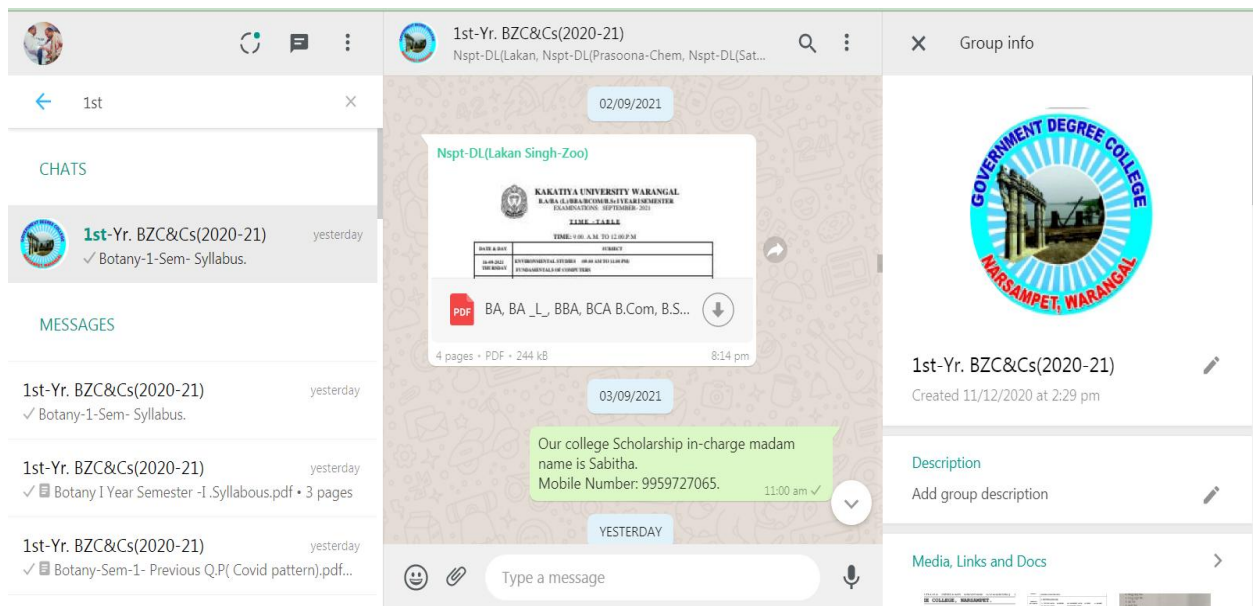 1st
CHATS
1st-Yr. BZC&Cs(2020-21) yesterday
✓ Botany-1-Sem- Syllabus.
MESSAGES
1st-Yr. BZC&Cs(2020-21) yesterday
✓ Botany-1-Sem- Syllabus.
1st-Yr. BZC&Cs(2020-21) yesterday
✓ Botany I Year Semester -I .Syllabous.pdf • 3 pages
1st-Yr. BZC&Cs(2020-21) yesterday
✓ Botany-Sem-1- Previous Q.P( Covid pattern).pdf...
1st-Yr. BZC&Cs(2020-21)
Nspt-DL(Lakan, Nspt-DL(Prasoona-Chem, Nspt-DL(Sat...
02/09/2021
Nspt-DL(Lakan Singh-Zoo)
KAKATIYA UNIVERSITY WARANGAL
B.A/BA (L)/BBA/BCOM/B.Sc I YEAR I SEMESTER
EXAMINATIONS SEPTEMBER- 2021
TIME -TABLE
TIME: 9.00. A.M. TO 12.00 P.M
DATE & DAY SUBJECT
THURSDAY
ENVIRONMENTAL STUDIES
FUNDAMENTALS OF COMPUTERS
PDF BA, BA _L_, BBA, BCA B.Com, B.S...
4 pages • PDF • 244 kB 8:14 pm
03/09/2021
Our college Scholarship in-charge madam
name is Sabitha.
Mobile Number: 9959727065. 11:00 am ✓
YESTERDAY
Type a message
Group info
GOVERNMENT DEGREE COLLEGE
NARSAMPET, WARANGAL
1st-Yr. BZC&Cs(2020-21)
Created 11/12/2020 at 2:29 pm
Description
Add group description
Media, Links and Docs